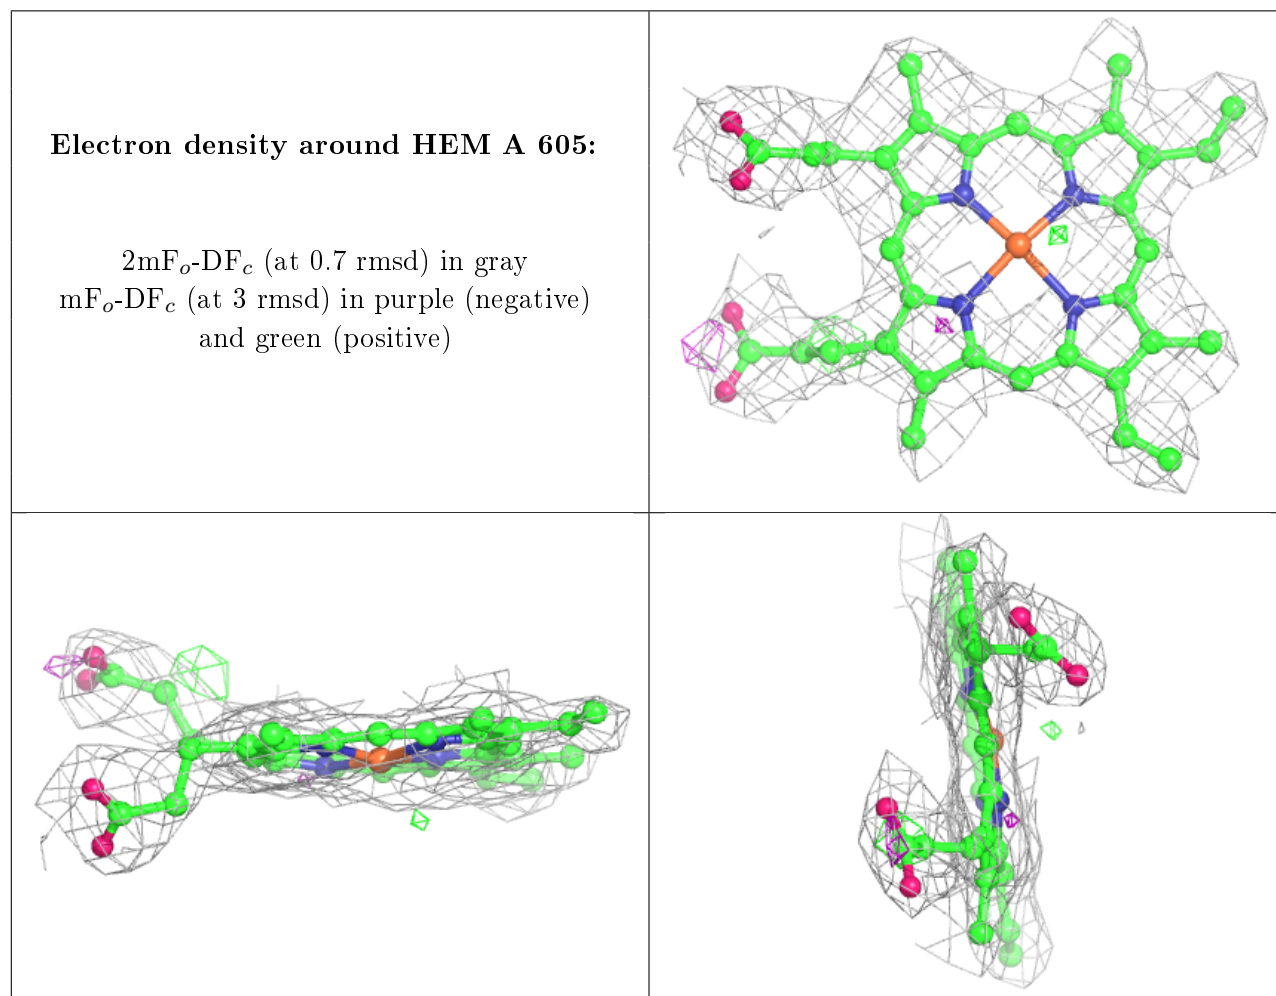 Electron density around HEM A 605:
2mFo-DFc (at 0.7 rmsd) in gray
mFo-DFc (at 3 rmsd) in purple (negative)
and green (positive)